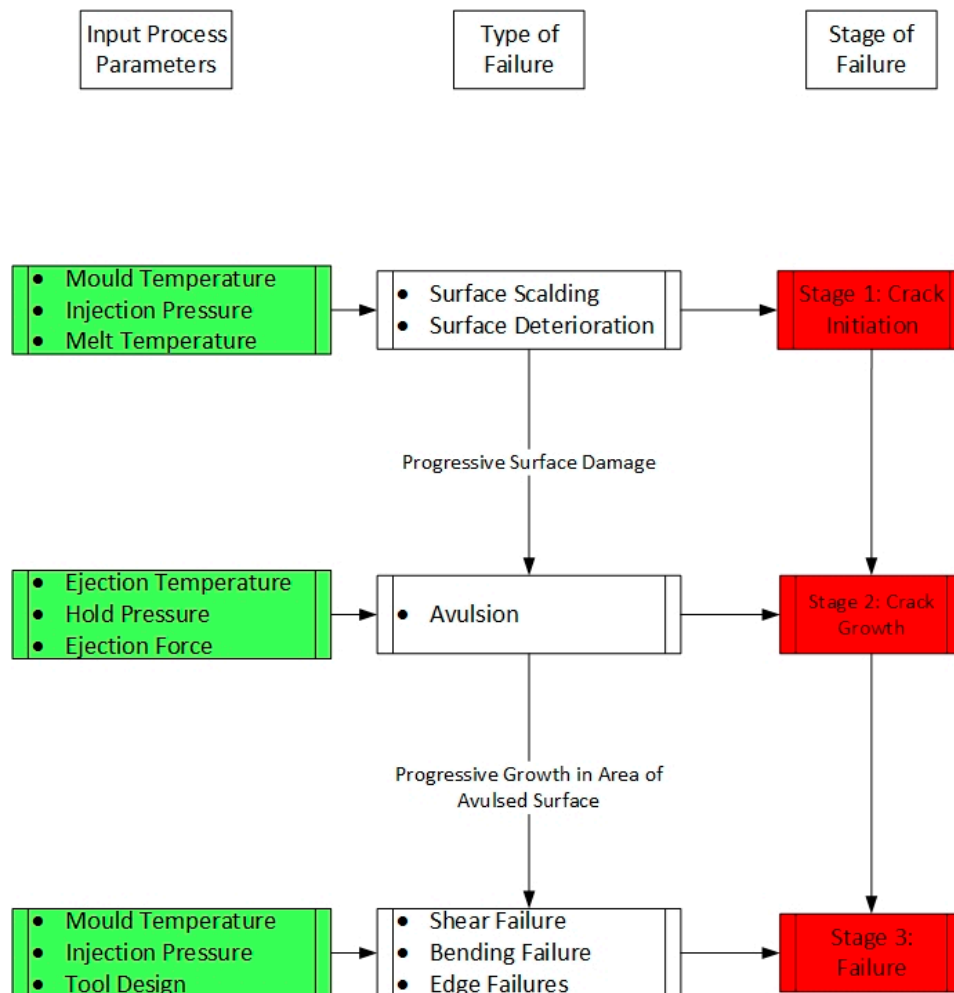 Input Process
Parameters
Type of
Failure
Stage of
Failure
• Mould Temperature
• Injection Pressure
• Melt Temperature
• Surface Scalding
• Surface Deterioration
Stage 1: Crack
Initiation
Progressive Surface Damage
• Ejection Temperature
• Hold Pressure
• Ejection Force
• Avulsion
Stage 2: Crack
Growth
Progressive Growth in Area of
Avulsed Surface
• Mould Temperature
• Injection Pressure
• Tool Design
• Shear Failure
• Bending Failure
• Edge Failures
Stage 3:
Failure